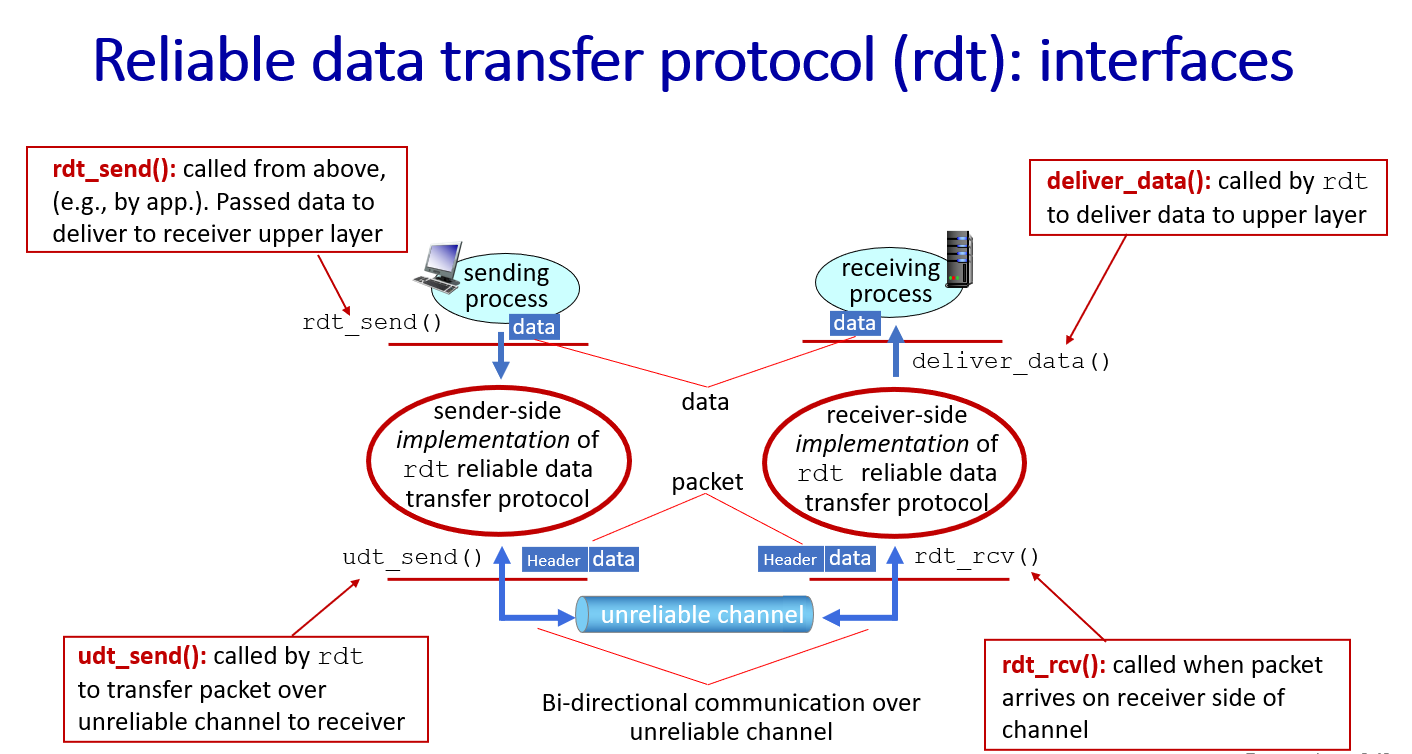 Reliable data transfer protocol (rdt): interfaces
rdt_send(): called from above,
(e.g., by app.). Passed data to
deliver to receiver upper layer
deliver_data(): called by rdt
to deliver data to upper layer
sending
process
receiving
process
rdt_send()
data
data
deliver_data()
data
sender-side
implementation of
rdt reliable data
transfer protocol
receiver-side
implementation of
rdt reliable data
transfer protocol
packet
udt_send()
Header data
Header data
rdt_rcv()
unreliable channel
udt_send(): called by rdt
to transfer packet over
unreliable channel to receiver
Bi-directional communication over
unreliable channel
rdt_rcv(): called when packet
arrives on receiver side of
channel